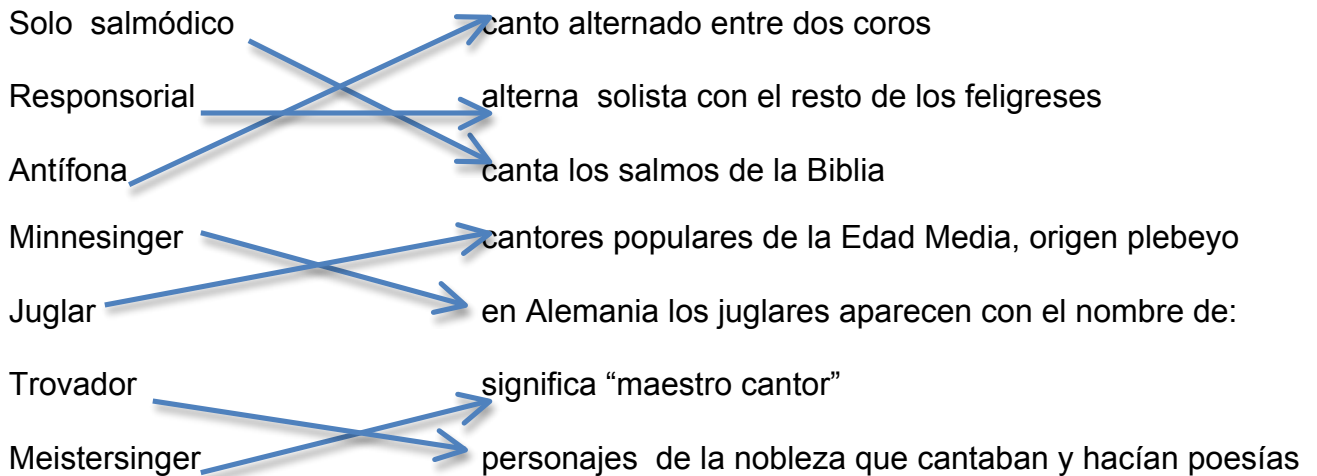 Solo salmódico canto alternado entre dos coros
Responsorial alterna solista con el resto de los feligreses
Antífona canta los salmos de la Biblia
Minnesinger cantores populares de la Edad Media, origen plebeyo
Juglar en Alemania los juglares aparecen con el nombre de:
Trovador significa “maestro cantor”
Meistersinger personajes de la nobleza que cantaban y hacían poesías